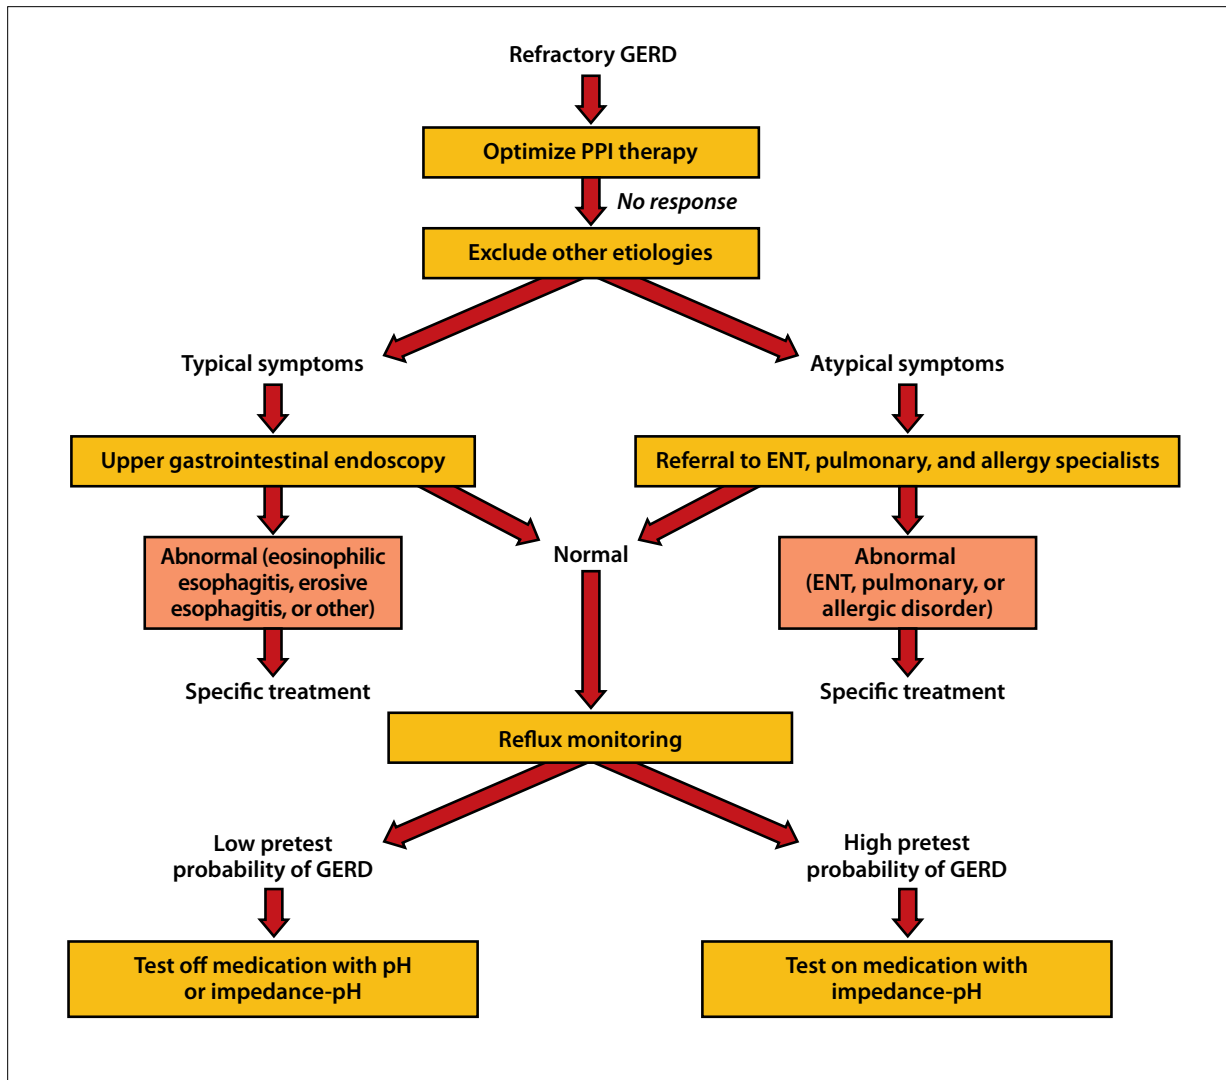 Refractory GERD
Optimize PPI therapy
No response
Exclude other etiologies
Typical symptoms
Atypical symptoms
Upper gastrointestinal endoscopy
Referral to ENT, pulmonary, and allergy specialists
Normal
Abnormal (eosinophilic
esophagitis, erosive
esophagitis, or other)
Abnormal
(ENT, pulmonary, or
allergic disorder)
Specific treatment
Specific treatment
Reflux monitoring
Low pretest
probability of GERD
High pretest
probability of GERD
Test off medication with pH
or impedance-pH
Test on medication with
impedance-pH